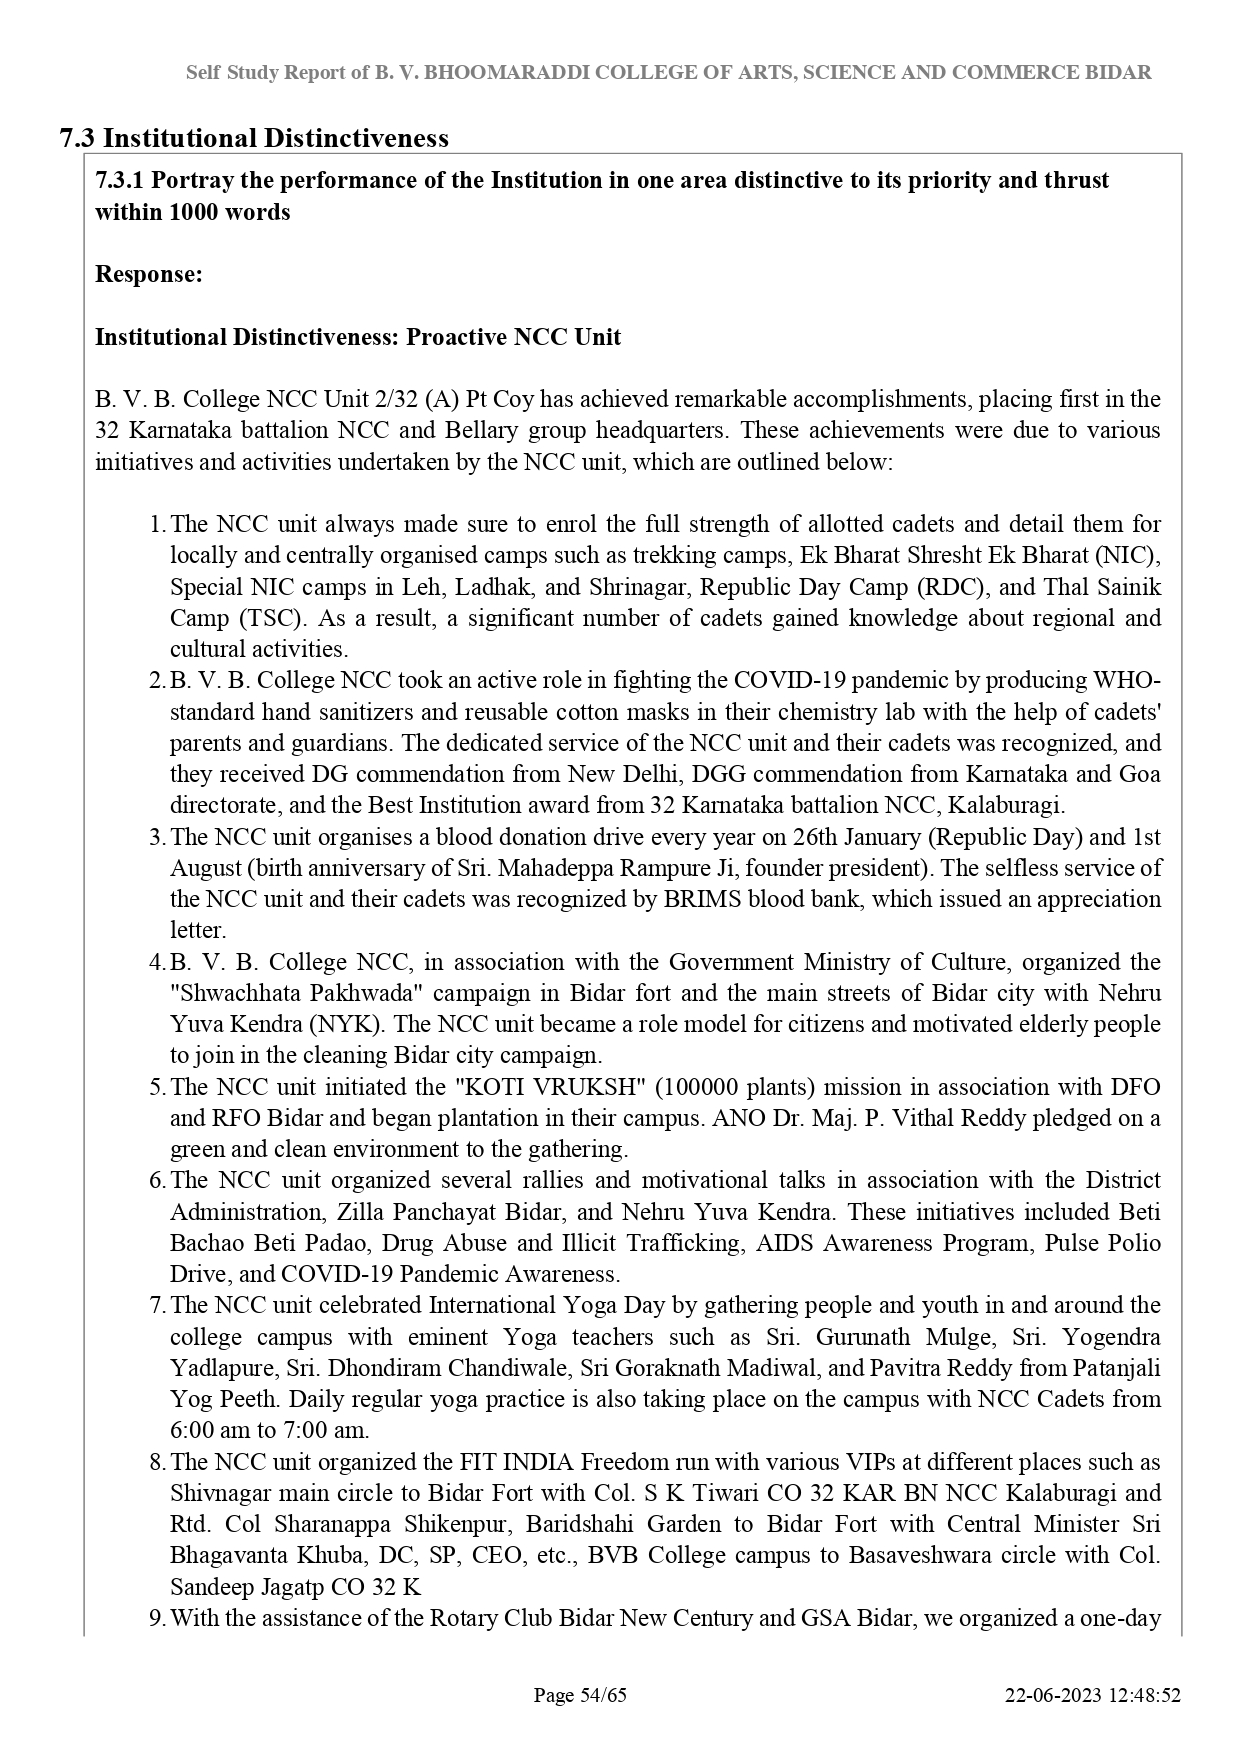 Self Study Report of B. V. BHOOMARADDI COLLEGE OF ARTS, SCIENCE AND COMMERCE BIDAR
7.3 Institutional Distinctiveness
7.3.1 Portray the performance of the Institution in one area distinctive to its priority and thrust
within 1000 words
Response:
Institutional Distinctiveness: Proactive NCC Unit
B. V. B. College NCC Unit 2/32 (A) Pt Coy has achieved remarkable accomplishments, placing first in the
32 Karnataka battalion NCC and Bellary group headquarters. These achievements were due to various
initiatives and activities undertaken by the NCC unit, which are outlined below:
1. The NCC unit always made sure to enrol the full strength of allotted cadets and detail them for
locally and centrally organised camps such as trekking camps, Ek Bharat Shresht Ek Bharat (NIC),
Special NIC camps in Leh, Ladhak, and Shrinagar, Republic Day Camp (RDC), and Thal Sainik
Camp (TSC). As a result, a significant number of cadets gained knowledge about regional and
cultural activities.
2. B. V. B. College NCC took an active role in fighting the COVID-19 pandemic by producing WHO-
standard hand sanitizers and reusable cotton masks in their chemistry lab with the help of cadets'
parents and guardians. The dedicated service of the NCC unit and their cadets was recognized, and
they received DG commendation from New Delhi, DGG commendation from Karnataka and Goa
directorate, and the Best Institution award from 32 Karnataka battalion NCC, Kalaburagi.
3. The NCC unit organises a blood donation drive every year on 26th January (Republic Day) and 1st
August (birth anniversary of Sri. Mahadeppa Rampure Ji, founder president). The selfless service of
the NCC unit and their cadets was recognized by BRIMS blood bank, which issued an appreciation
letter.
4. B. V. B. College NCC, in association with the Government Ministry of Culture, organized the
"Shwachhata Pakhwada" campaign in Bidar fort and the main streets of Bidar city with Nehru
Yuva Kendra (NYK). The NCC unit became a role model for citizens and motivated elderly people
to join in the cleaning Bidar city campaign.
5. The NCC unit initiated the "KOTI VRUKSH" (100000 plants) mission in association with DFO
and RFO Bidar and began plantation in their campus. ANO Dr. Maj. P. Vithal Reddy pledged on a
green and clean environment to the gathering.
6. The NCC unit organized several rallies and motivational talks in association with the District
Administration, Zilla Panchayat Bidar, and Nehru Yuva Kendra. These initiatives included Beti
Bachao Beti Padao, Drug Abuse and Illicit Trafficking, AIDS Awareness Program, Pulse Polio
Drive, and COVID-19 Pandemic Awareness.
7. The NCC unit celebrated International Yoga Day by gathering people and youth in and around the
college campus with eminent Yoga teachers such as Sri. Gurunath Mulge, Sri. Yogendra
Yadlapure, Sri. Dhondiram Chandiwale, Sri Goraknath Madiwal, and Pavitra Reddy from Patanjali
Yog Peeth. Daily regular yoga practice is also taking place on the campus with NCC Cadets from
6:00 am to 7:00 am.
8. The NCC unit organized the FIT INDIA Freedom run with various VIPs at different places such as
Shivnagar main circle to Bidar Fort with Col. S K Tiwari CO 32 KAR BN NCC Kalaburagi and
Rtd. Col Sharanappa Shikenpur, Baridshahi Garden to Bidar Fort with Central Minister Sri
Bhagavanta Khuba, DC, SP, CEO, etc., BVB College campus to Basaveshwara circle with Col.
Sandeep Jagatp CO 32 K
9. With the assistance of the Rotary Club Bidar New Century and GSA Bidar, we organized a one-day
Page 54/65
22-06-2023 12:48:52